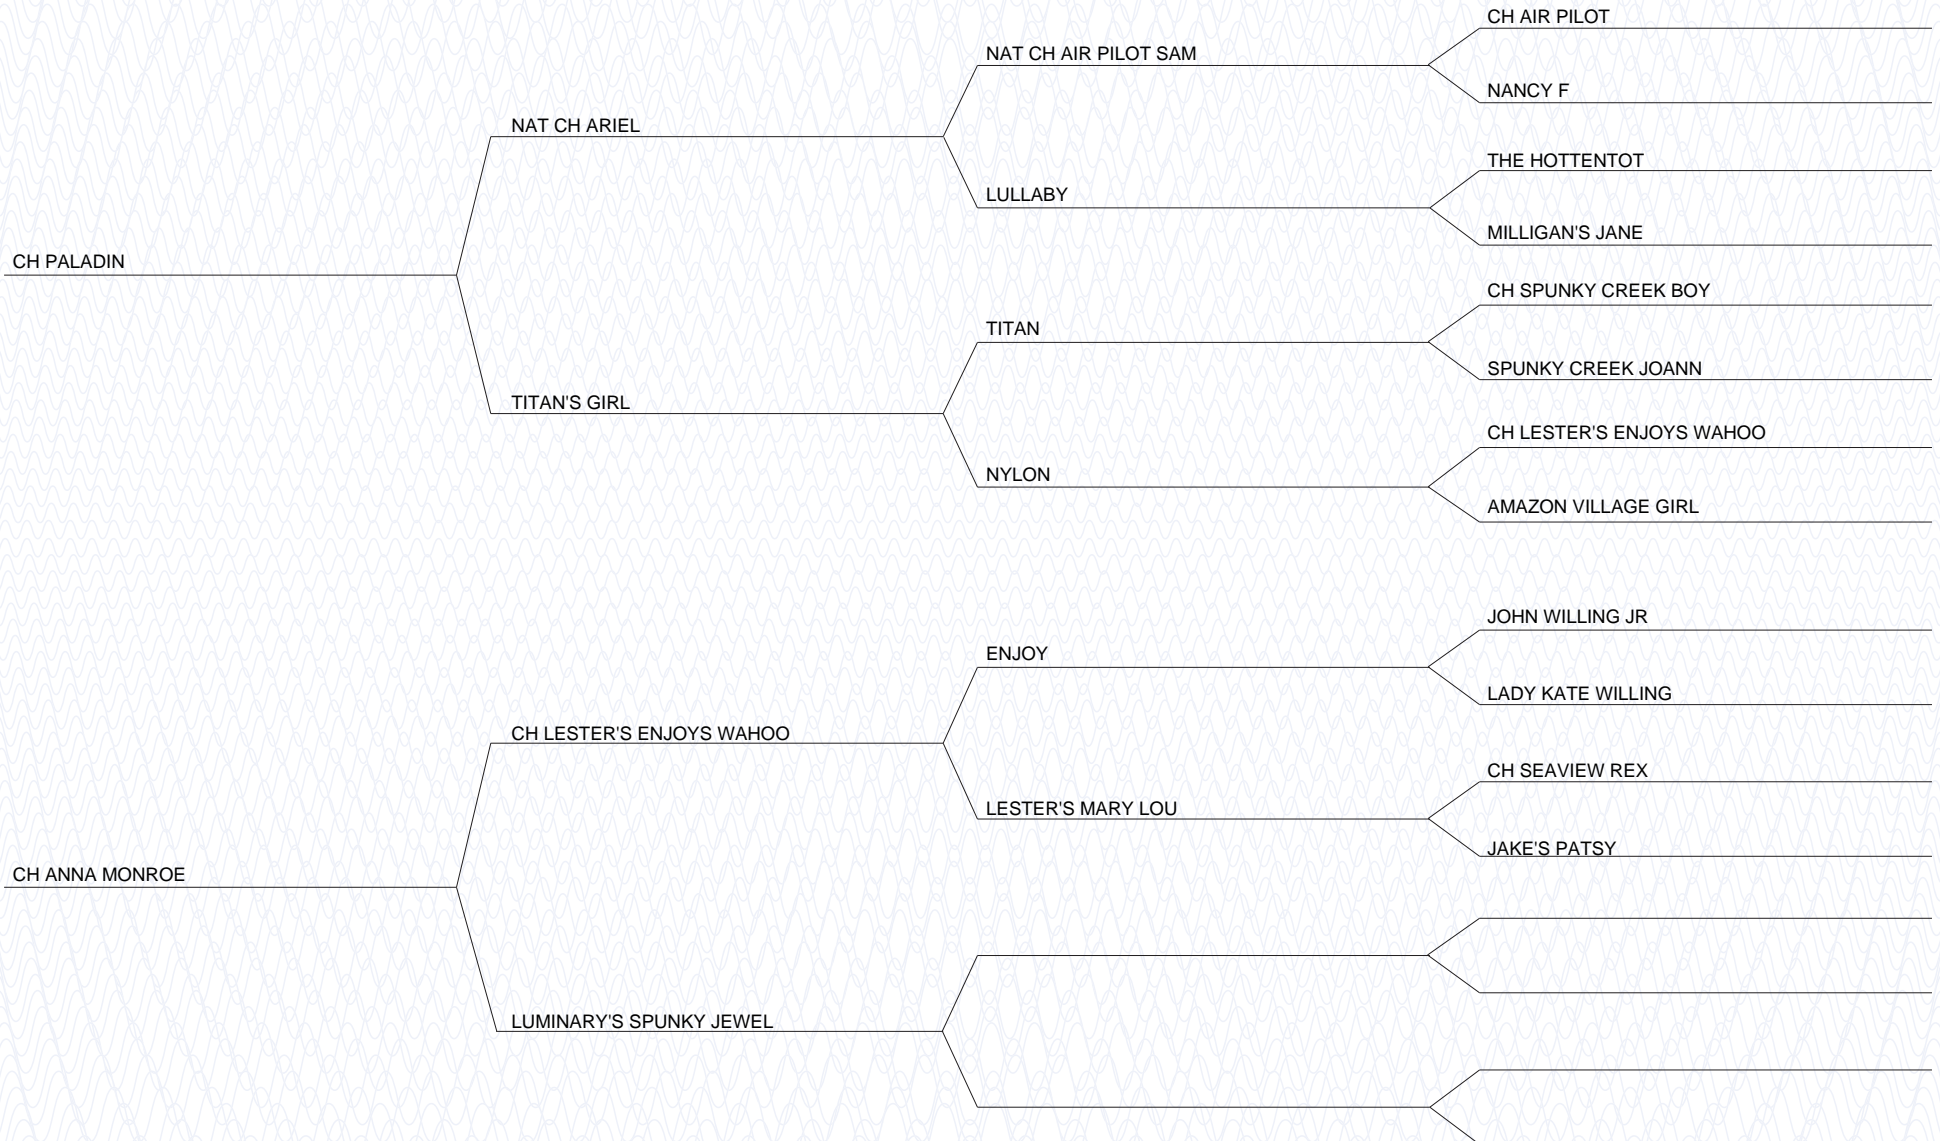 CH AIR PILOT
NAT CH AIR PILOT SAM
NANCY F
NAT CH ARIEL
THE HOTTENTOT
LULLABY
MILLIGAN'S JANE
CH PALADIN
CH SPUNKY CREEK BOY
TITAN
SPUNKY CREEK JOANN
TITAN'S GIRL
CH LESTER'S ENJOYS WAHOO
NYLON
AMAZON VILLAGE GIRL
JOHN WILLING JR
ENJOY
LADY KATE WILLING
CH LESTER'S ENJOYS WAHOO
CH SEAVIEW REX
LESTER'S MARY LOU
JAKE'S PATSY
CH ANNA MONROE
LUMINARY'S SPUNKY JEWEL